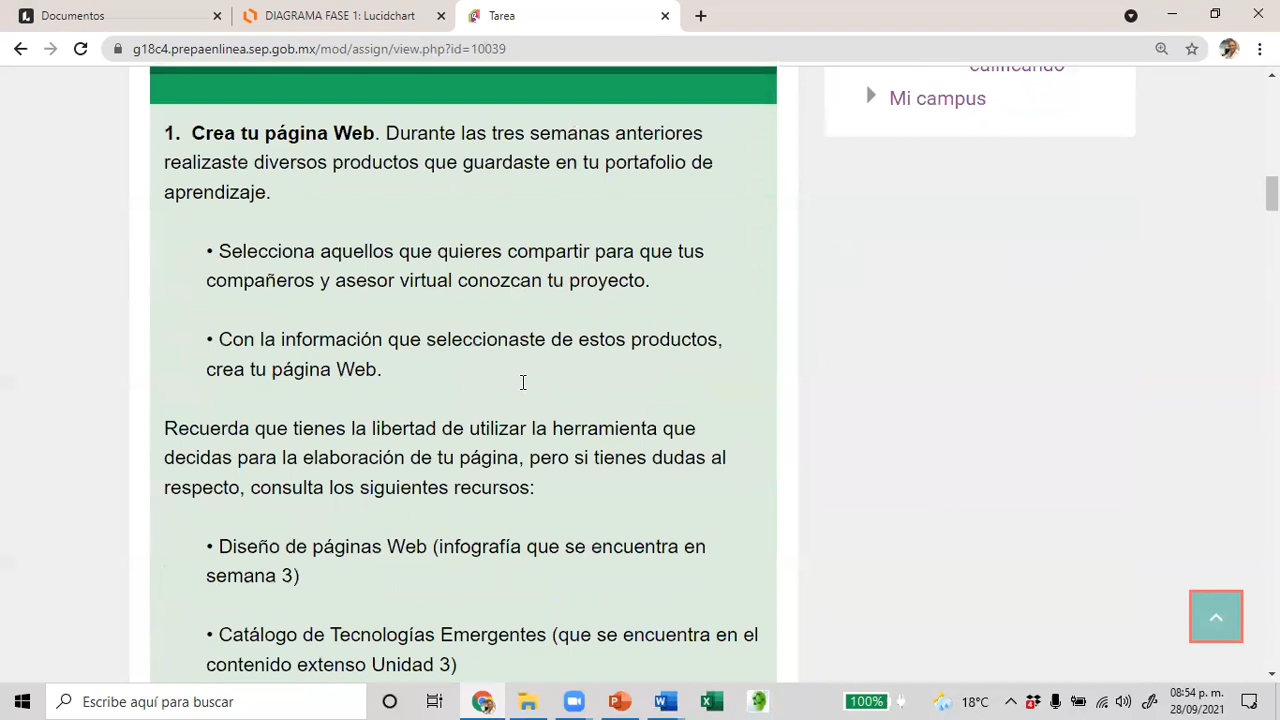 Documentos
DIAGRAMA FASE 1: Lucidchart
Tarea
g18c4.prepaenlinea.sep.gob.mx/mod/assign/view.php?id=10039
calificando
Mi campus
1. Crea tu página Web. Durante las tres semanas anteriores
realizaste diversos productos que guardaste en tu portafolio de
aprendizaje.
• Selecciona aquellos que quieres compartir para que tus
compañeros y asesor virtual conozcan tu proyecto.
• Con la información que seleccionaste de estos productos,
crea tu página Web.
Recuerda que tienes la libertad de utilizar la herramienta que
decidas para la elaboración de tu página, pero si tienes dudas al
respecto, consulta los siguientes recursos:
• Diseño de páginas Web (infografía que se encuentra en
semana 3)
• Catálogo de Tecnologías Emergentes (que se encuentra en el
contenido extenso Unidad 3)
Escribe aquí para buscar
100%
18°C
4
08:54 p. m.
28/09/2021